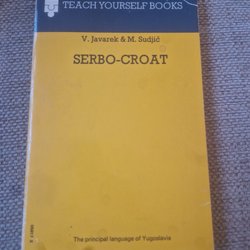 TEACH YOURSELF BOOKS
V. Javarek & M. Sudjić
SERBO-CROAT
The principal language of Yugoslavia